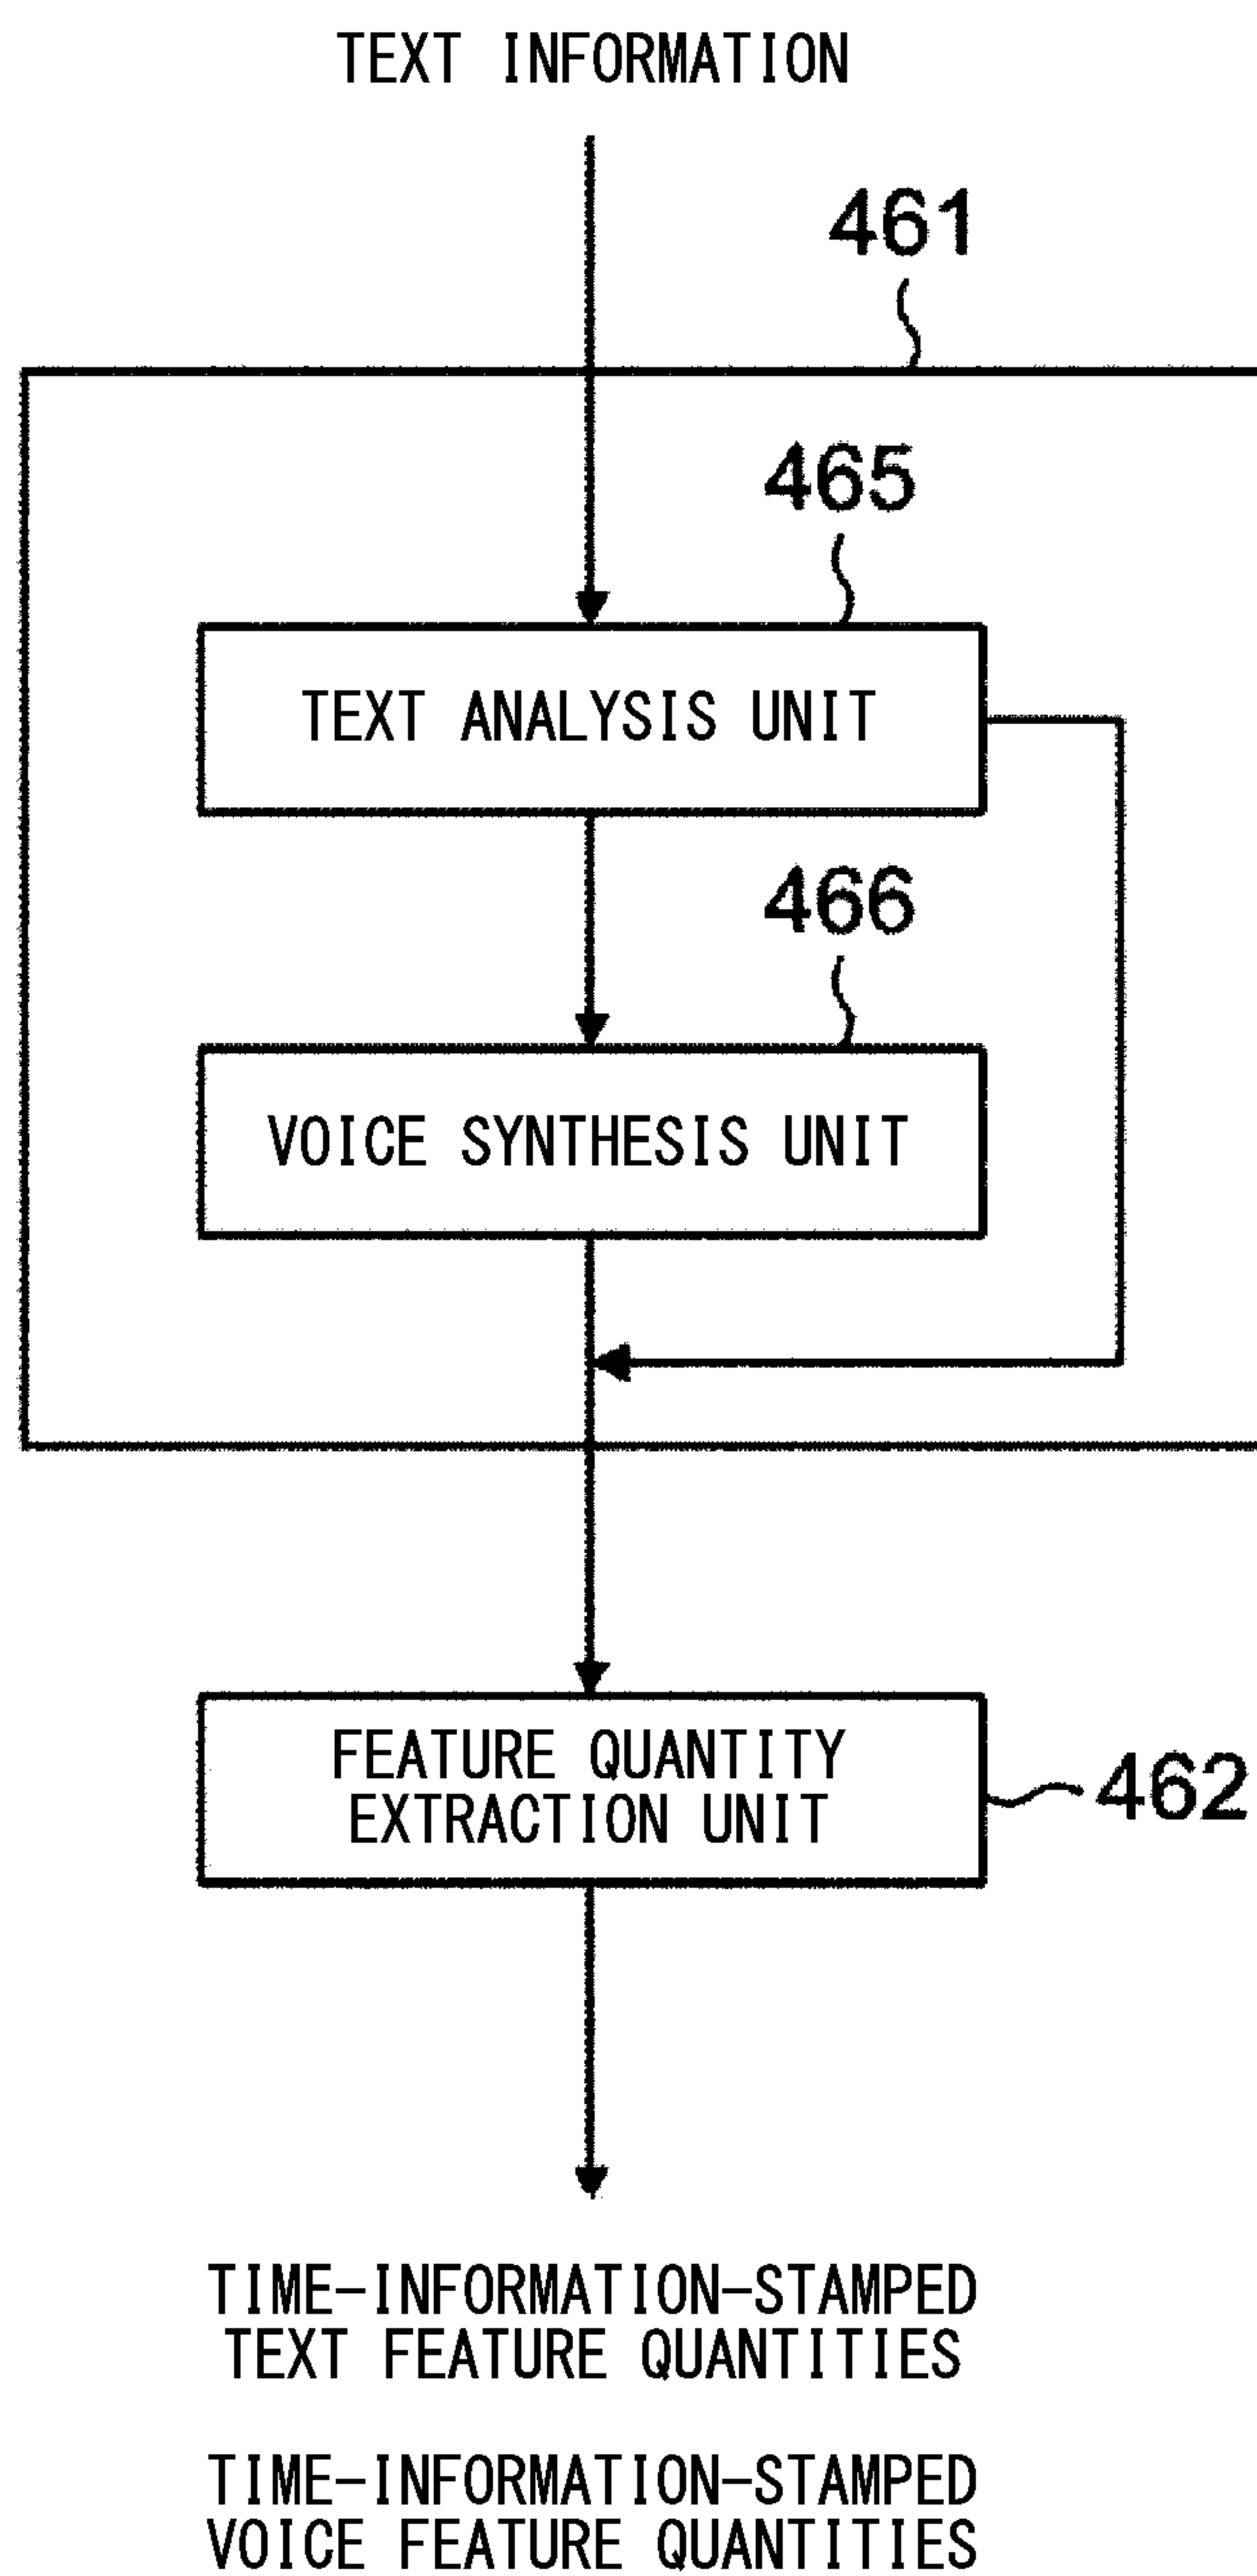 TEXT INFORMATION
461
465
TEXT ANALYSIS UNIT
466
VOICE SYNTHESIS UNIT
FEATURE QUANTITY
EXTRACTION UNIT
462
TIME-INFORMATION-STAMPED
TEXT FEATURE QUANTITIES
TIME-INFORMATION-STAMPED
VOICE FEATURE QUANTITIES